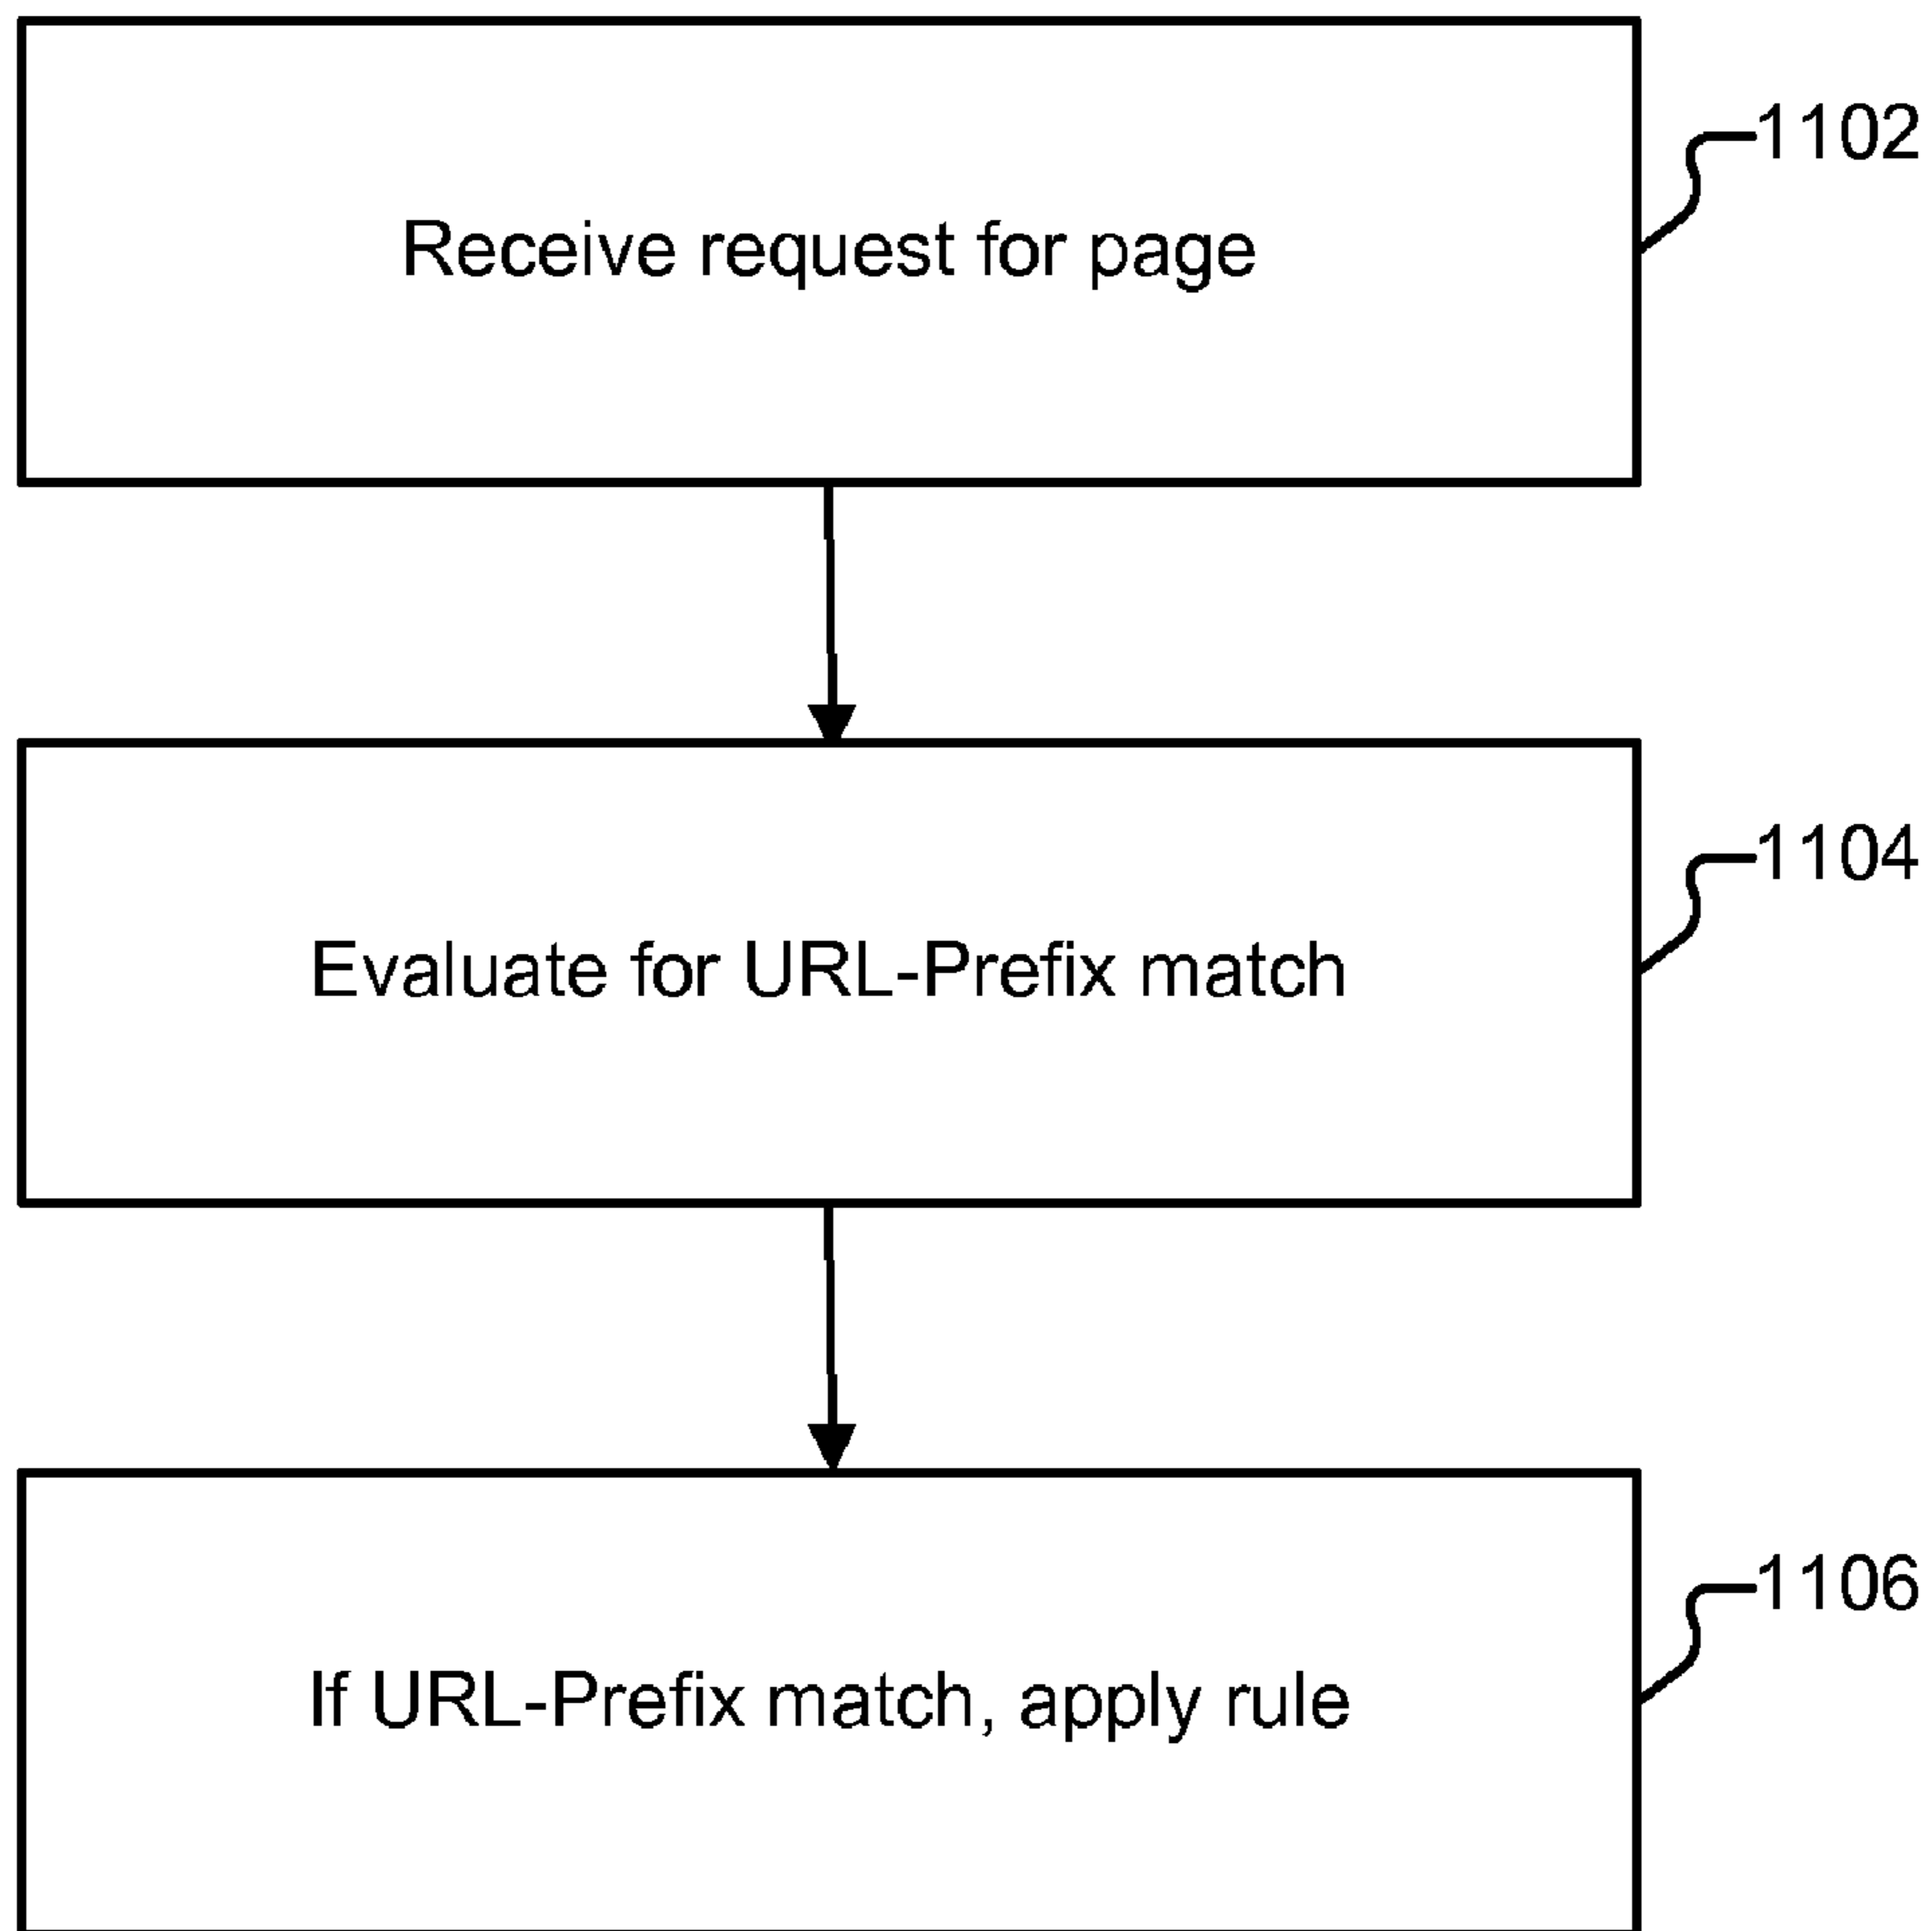 1102
Receive request for page
1104
Evaluate for URL-Prefix match
1106
If URL-Prefix match, apply rule